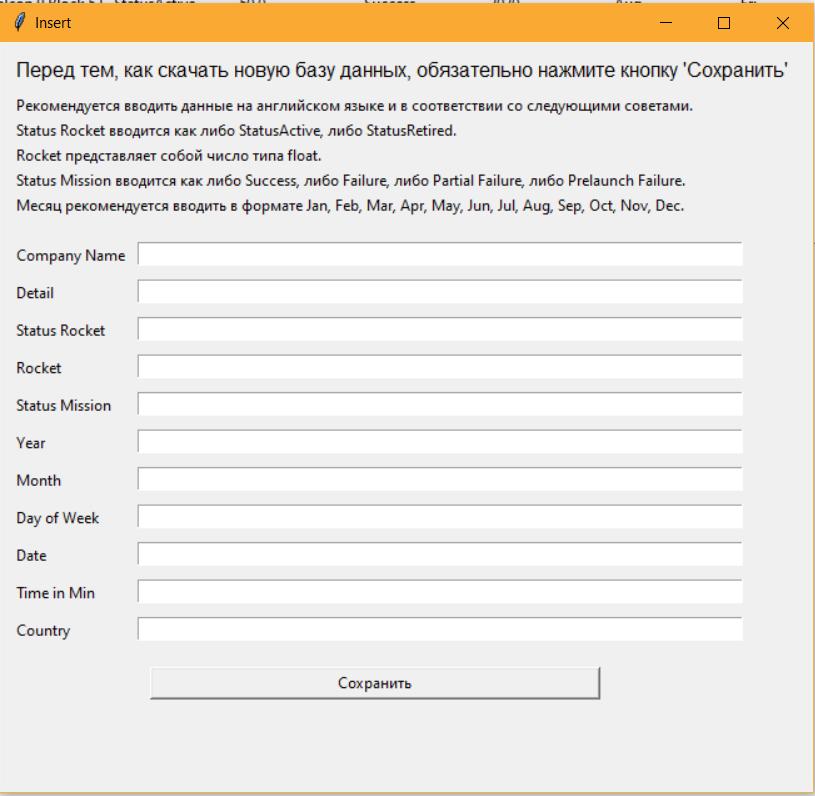 Insert
Перед тем, как скачать новую базу данных, обязательно нажмите кнопку 'Сохранить'
Рекомендуется вводить данные на английском языке и в соответствии со следующими советами.
Status Rocket вводится как либо StatusActive, либо StatusRetired.
Rocket представляет собой число типа float.
Status Mission вводится как либо Success, либо Failure, либо Partial Failure, либо Prelaunch Failure.
Месяц рекомендуется вводить в формате Jan, Feb, Mar, Apr, May, Jun, Jul, Aug, Sep, Oct, Nov, Dec.
Company Name
Detail
Status Rocket
Rocket
Status Mission
Year
Month
Day of Week
Date
Time in Min
Country
Сохранить